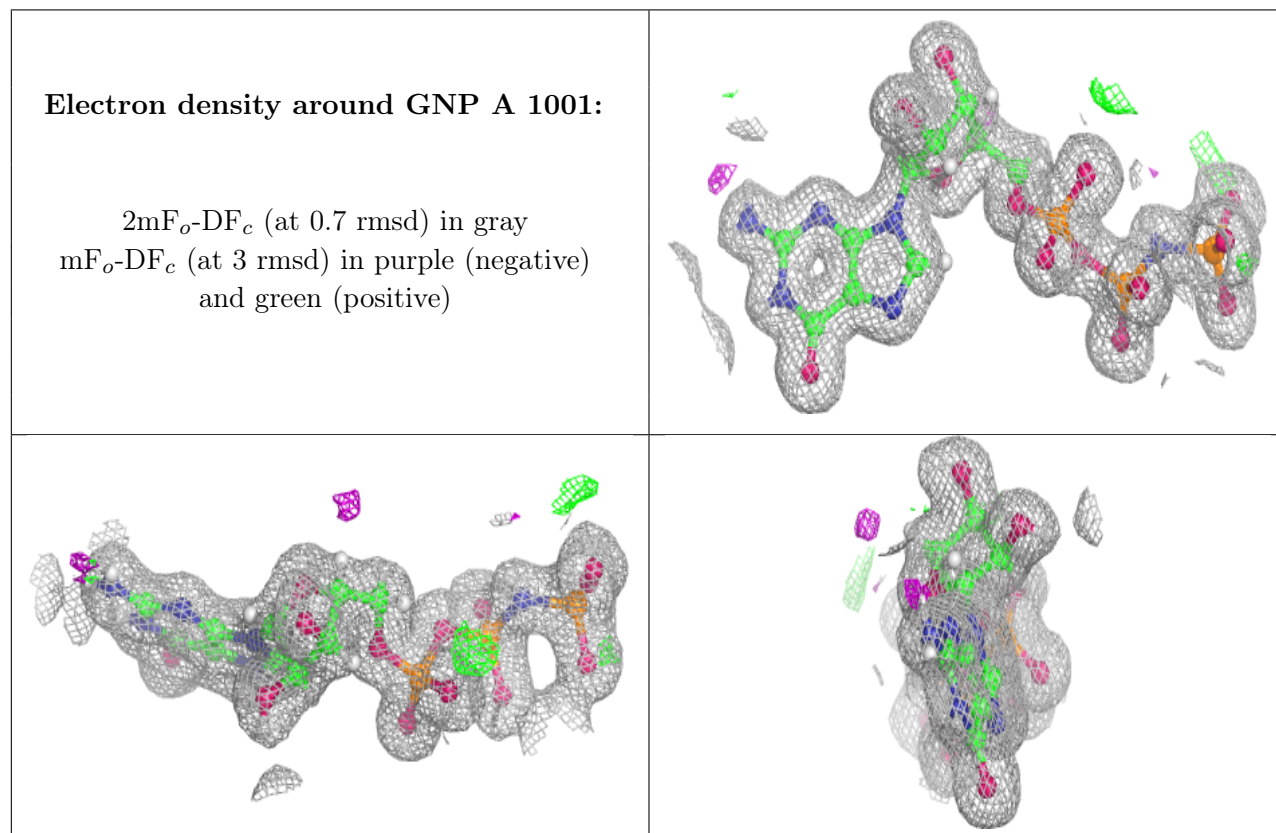 Electron density around GNP A 1001:
2mFo-DFc (at 0.7 rmsd) in gray
mFo-DFc (at 3 rmsd) in purple (negative)
and green (positive)